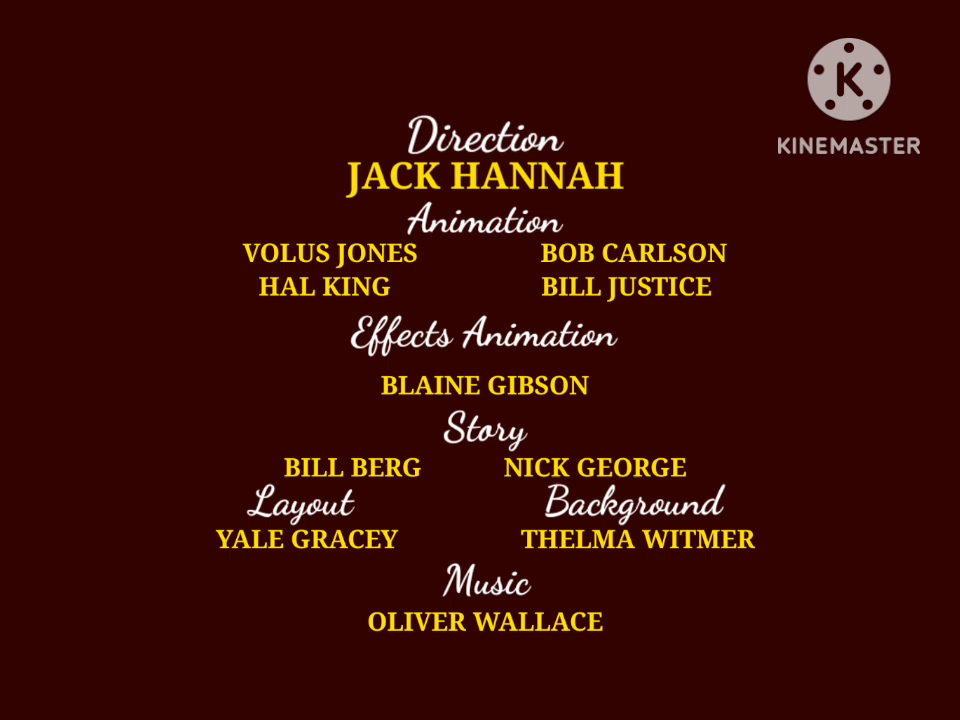 KINEMASTER
Direction
JACK HANNAH
Animation
VOLUS JONES BOB CARLSON
HAL KING BILL JUSTICE
Effects Animation
BLAINE GIBSON
Story
BILL BERG NICK GEORGE
Layout Background
YALE GRACEY THELMA WITMER
Music
OLIVER WALLACE